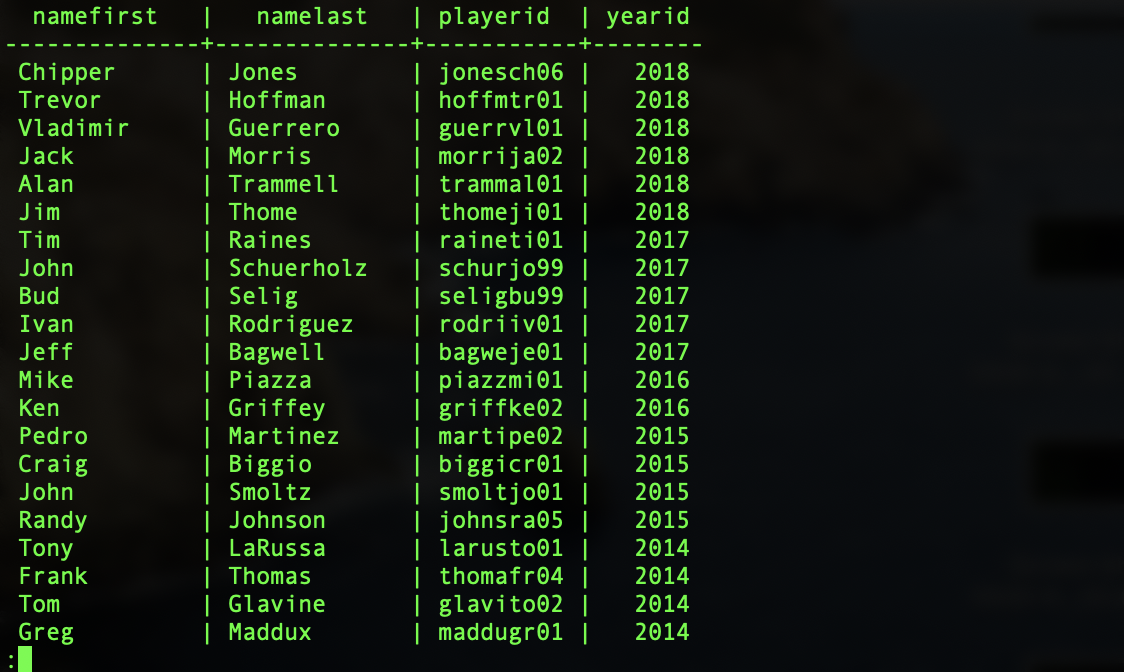 namefirst   |   namelast   | playerid  | yearid
--------------+--------------+-----------+--------
 Chipper      | Jones        | jonesch06 |   2018
 Trevor       | Hoffman      | hoffmtr01 |   2018
 Vladimir     | Guerrero     | guerrvl01 |   2018
 Jack         | Morris       | morrija02 |   2018
 Alan         | Trammell     | trammal01 |   2018
 Jim          | Thome        | thomeji01 |   2018
 Tim          | Raines       | raineti01 |   2017
 John         | Schuerholz   | schurjo99 |   2017
 Bud          | Selig        | seligbu99 |   2017
 Ivan         | Rodriguez    | rodriiv01 |   2017
 Jeff         | Bagwell      | bagweje01 |   2017
 Mike         | Piazza       | piazzmi01 |   2016
 Ken          | Griffey      | griffke02 |   2016
 Pedro        | Martinez     | martipe02 |   2015
 Craig        | Biggio       | biggicr01 |   2015
 John         | Smoltz       | smoltjo01 |   2015
 Randy        | Johnson      | johnsra05 |   2015
 Tony         | LaRussa      | larusto01 |   2014
 Frank        | Thomas       | thomafr04 |   2014
 Tom          | Glavine      | glavito02 |   2014
 Greg         | Maddux       | maddugr01 |   2014
: